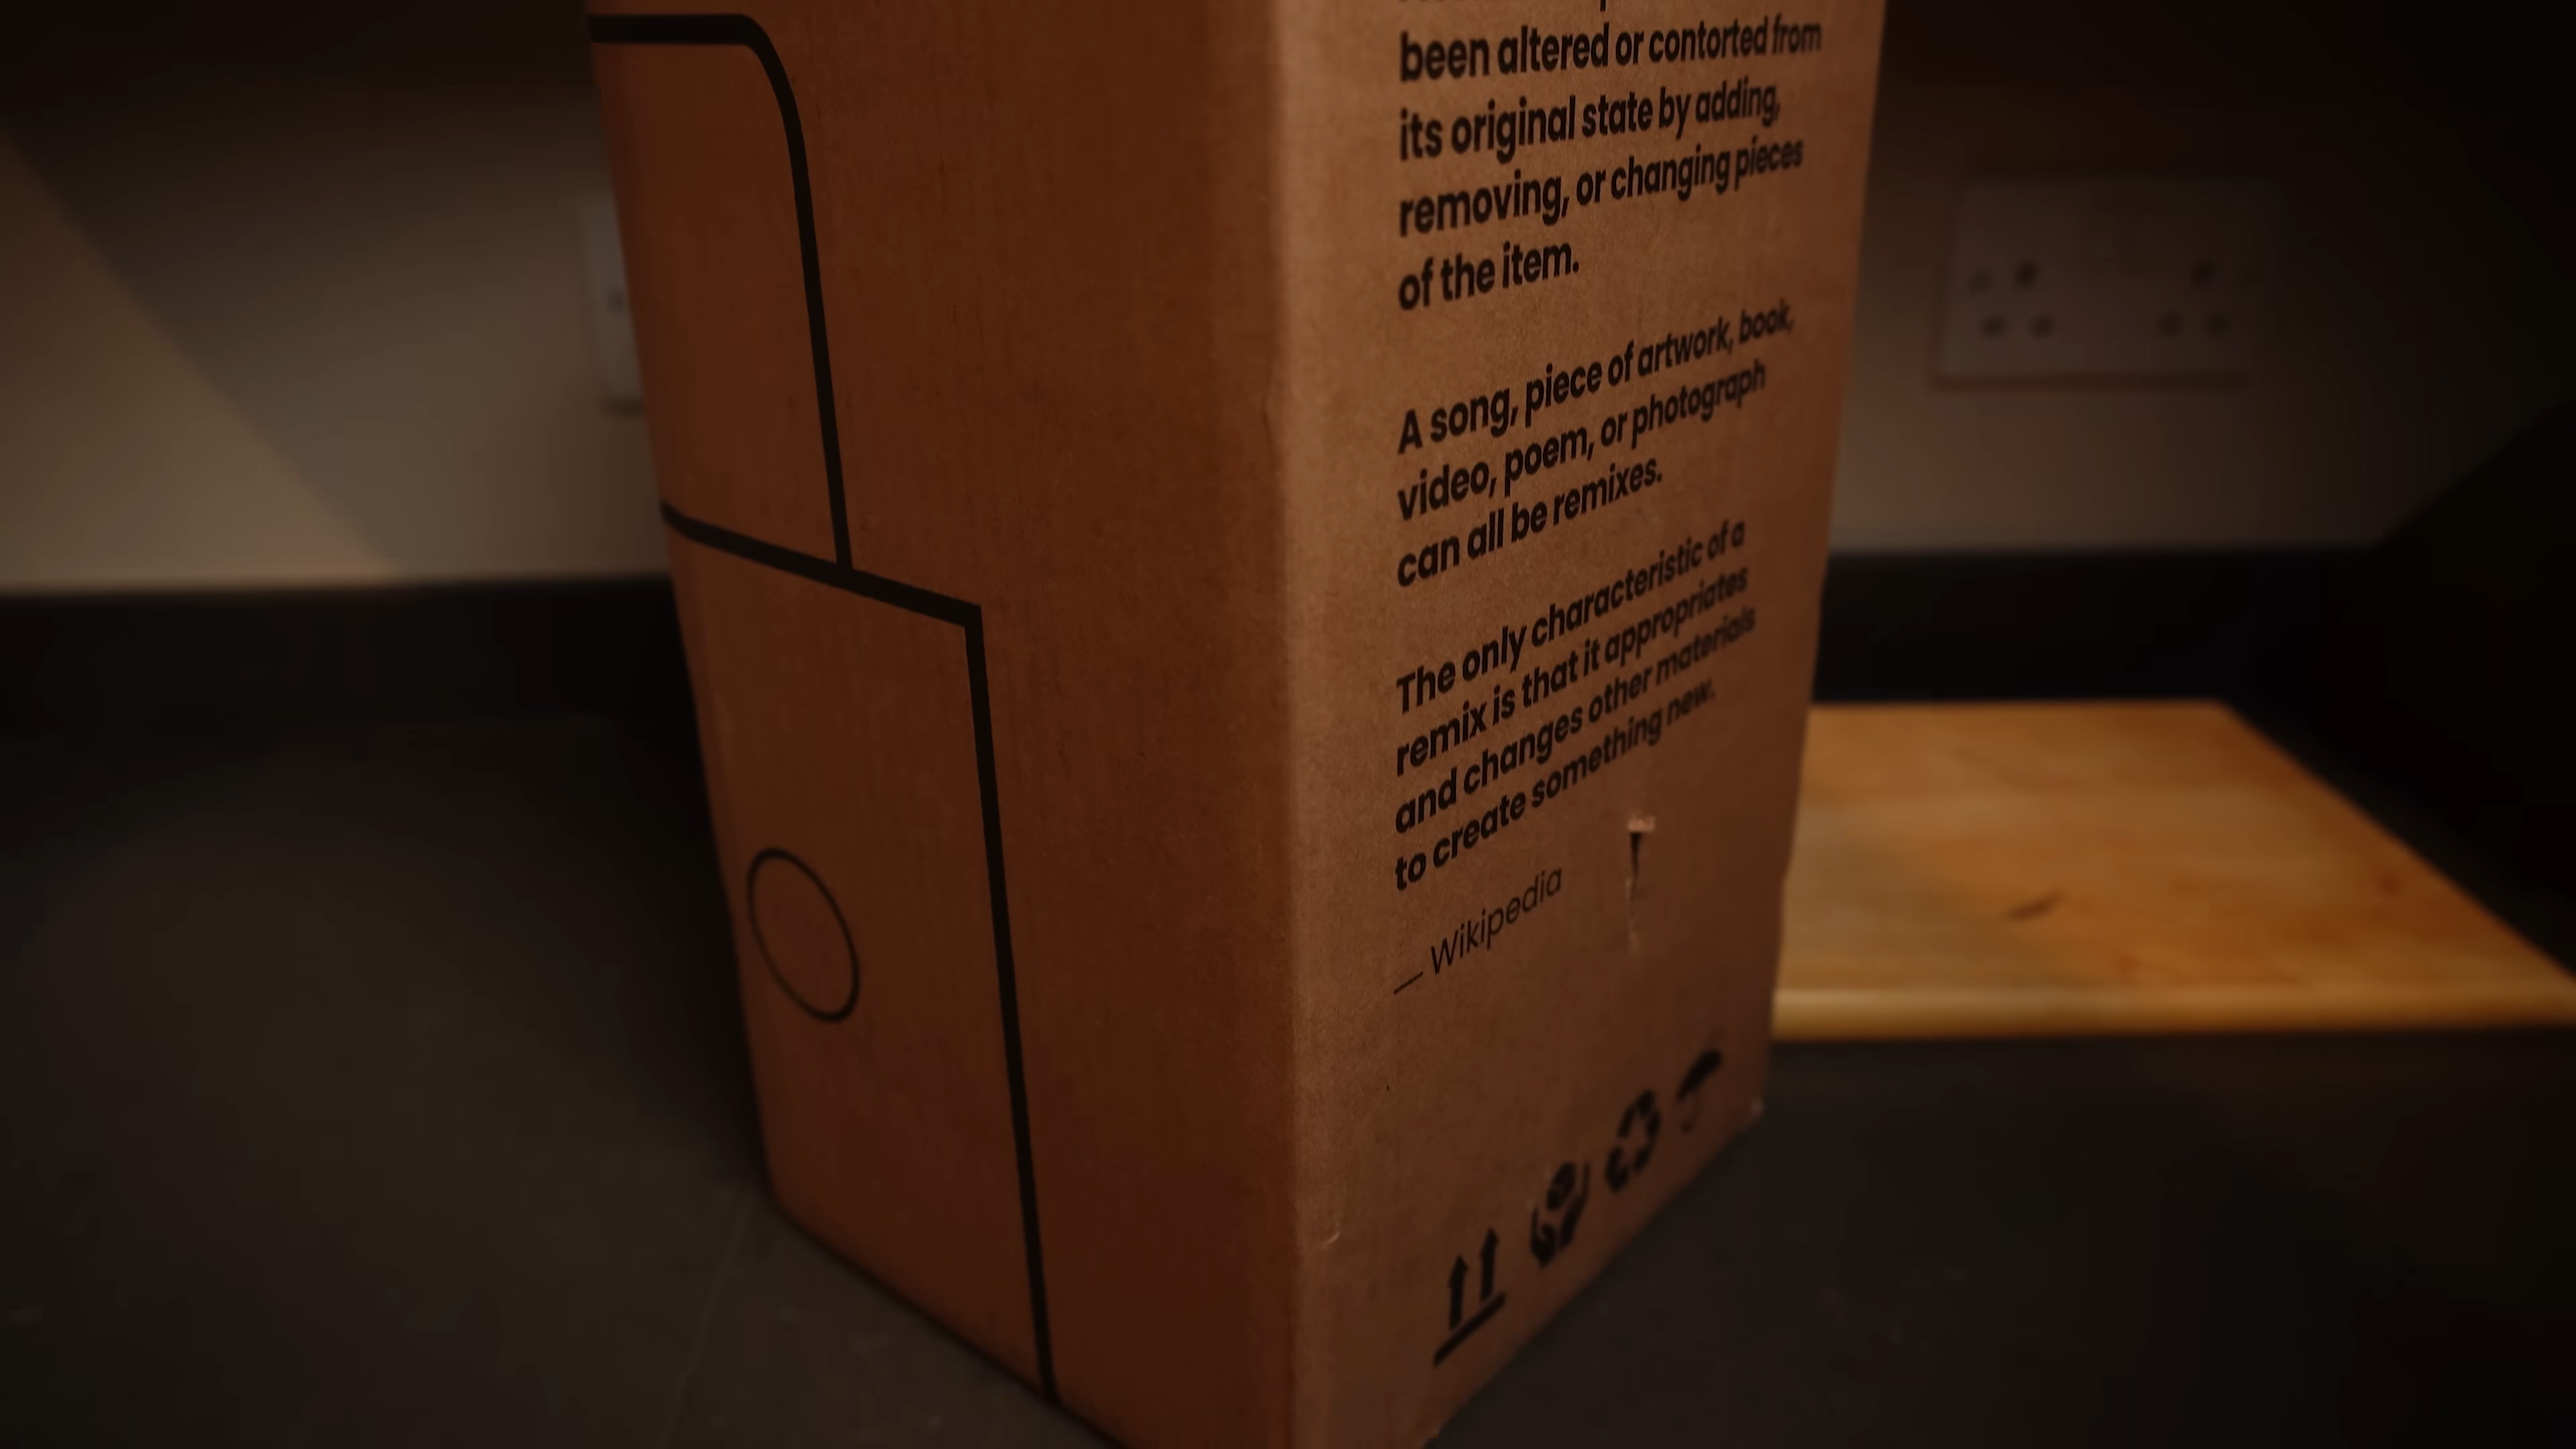 been altered or contorted from
its original state by adding,
removing, or changing pieces
of the item.
A song, piece of artwork, book,
video, poem, or photograph
can all be remixes.
The only characteristic of a
remix is that it appropriates
and changes other materials
to create something new.
— Wikipedia